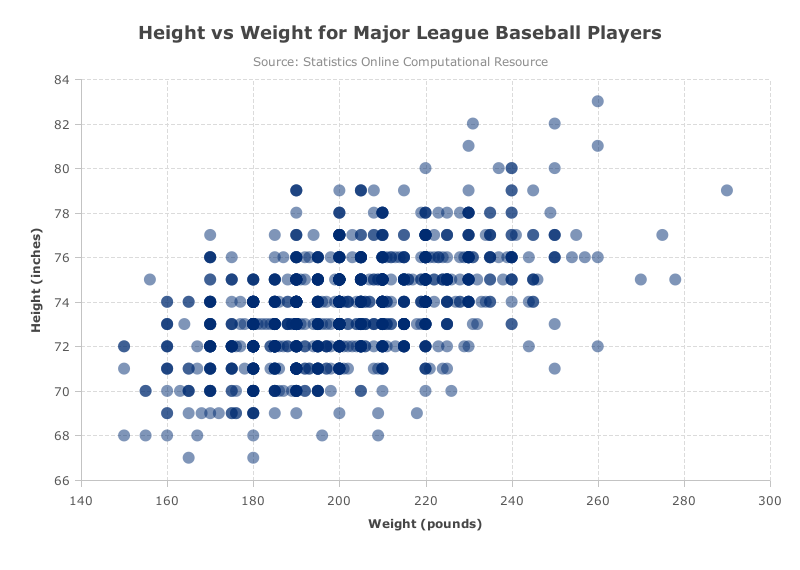 Height vs Weight for Major League Baseball Players
Source: Statistics Online Computational Resource
84
82
80
78
76
74
72
70
68
66
Height (inches)
140 160 180 200 220 240 260 280 300
Weight (pounds)